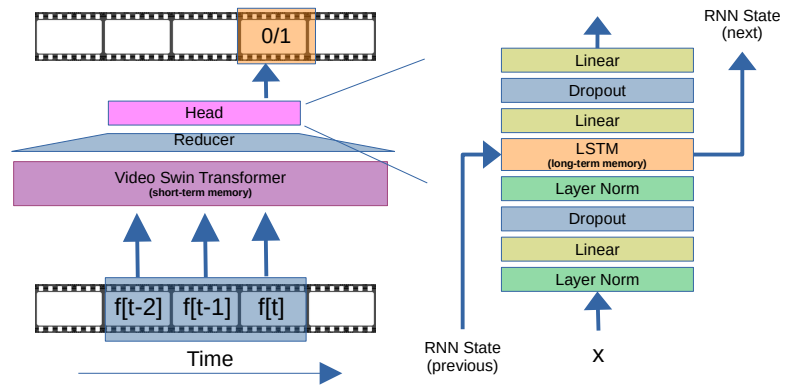 0/1
Head
Reducer
Video Swin Transformer
(short-term memory)
f[t-2] f[t-1] f[t]
Time
RNN State
(next)
Linear
Dropout
Linear
LSTM
(long-term memory)
Layer Norm
Dropout
Linear
Layer Norm
RNN State
(previous)
x